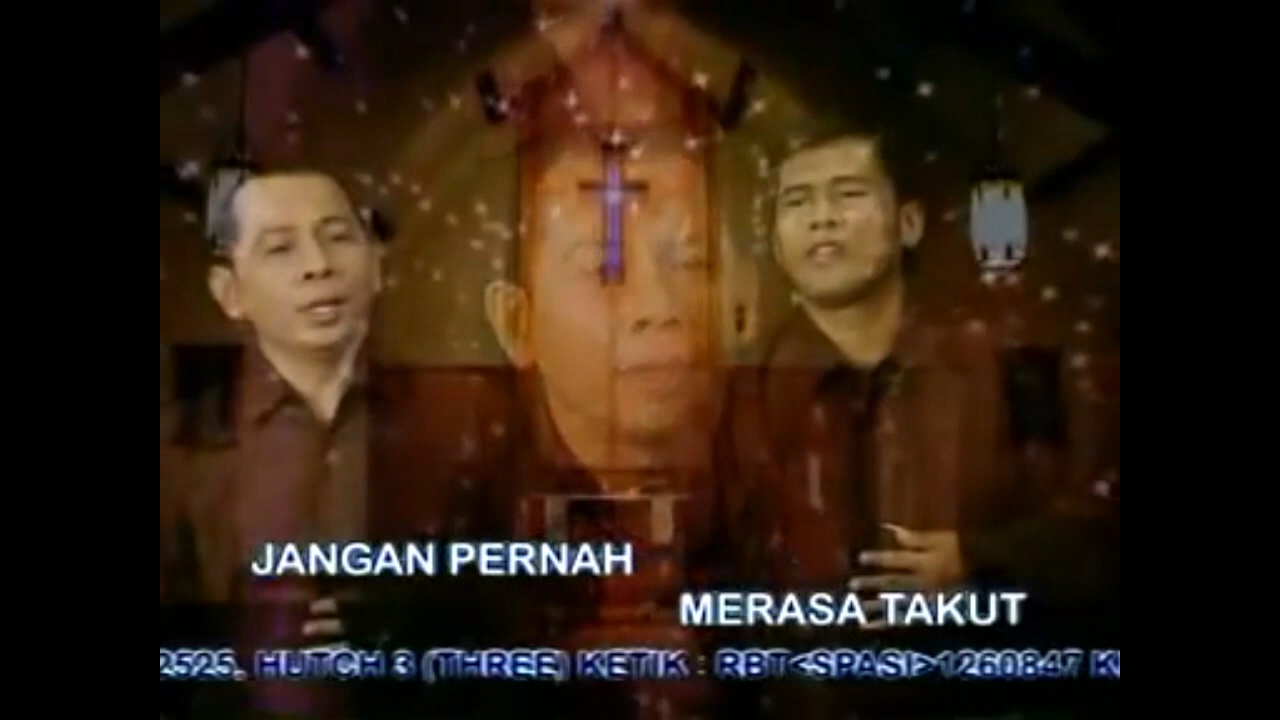 JANGAN PERNAH
MERASA TAKUT
2525. HUTCH 3 (THREE) KETIK : RBT<SPASI>1260847 K